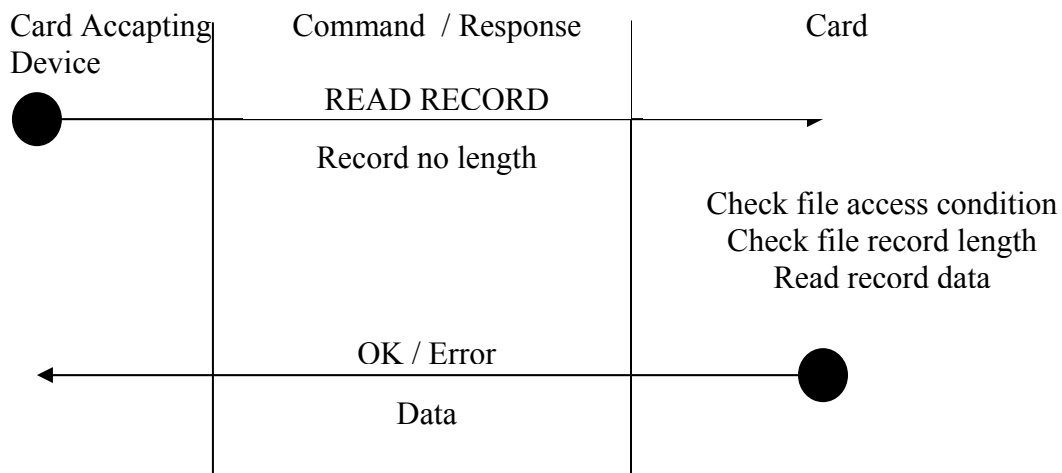 Card Accapting
Device
Command / Response
Card
READ RECORD
Record no length
Check file access condition
Check file record length
Read record data
OK / Error
Data